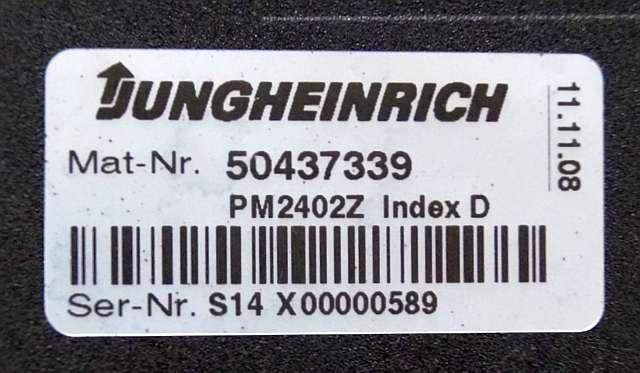 JUNGHEINRICH
Mat-Nr. 50437339
PM2402Z Index D
Ser-Nr. S14 X00000589
11.11.08